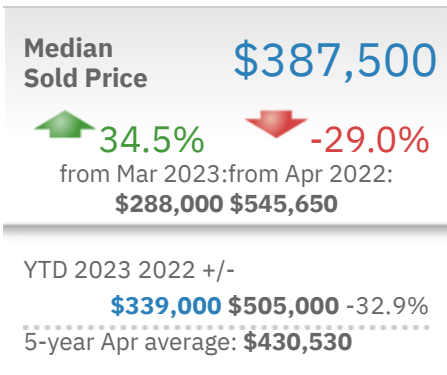 Median
Sold Price
$387,500
34.5% -29.0%
from Mar 2023:from Apr 2022:
$288,000 $545,650
YTD 2023 2022 +/-
$339,000 $505,000 -32.9%
5-year Apr average: $430,530